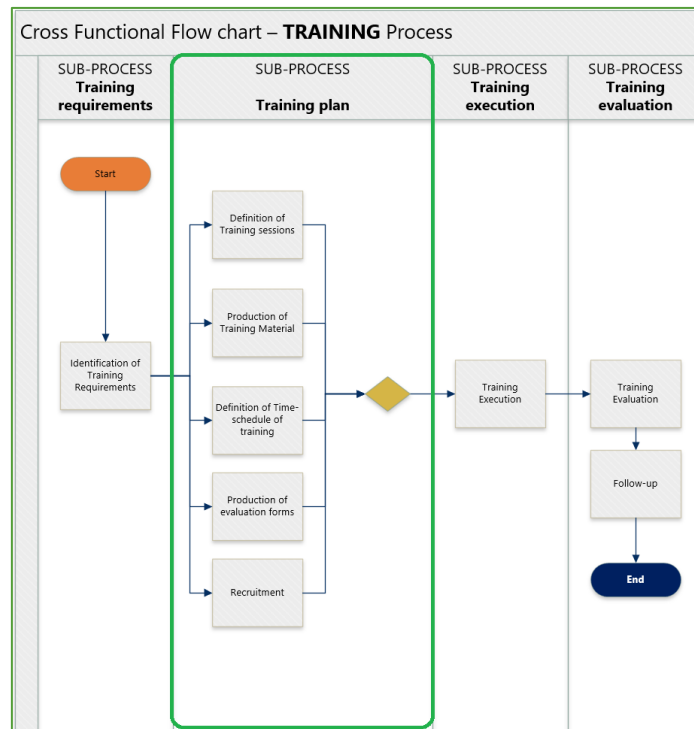 Cross Functional Flow chart – TRAINING Process
SUB-PROCESS
Training
requirements
SUB-PROCESS
Training plan
SUB-PROCESS
Training
execution
SUB-PROCESS
Training
evaluation
Start
Identification of
Training
Requirements
Definition of
Training sessions
Production of
Training Material
Definition of Time-
schedule of
training
Production of
evaluation forms
Recruitment
Training
Execution
Training
Evaluation
Follow-up
End